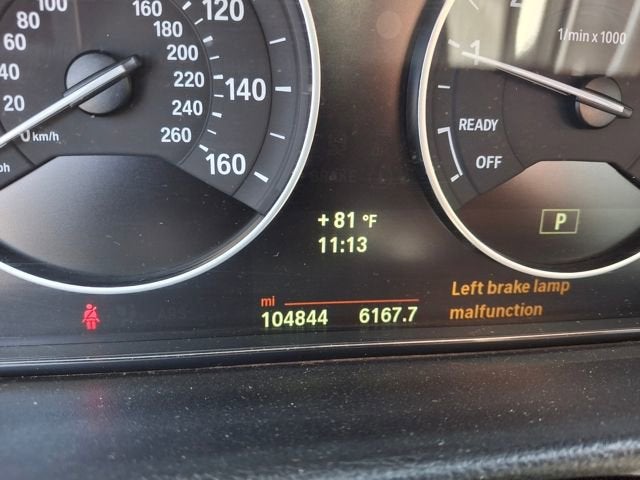 100
80
60
40
20
0 km/h
120
140
160
160
180
200
220
240
260
1
1/min x 1000
READY
OFF
P
+81 °F
11:13
mi
104844 6167.7
Left brake lamp
malfunction